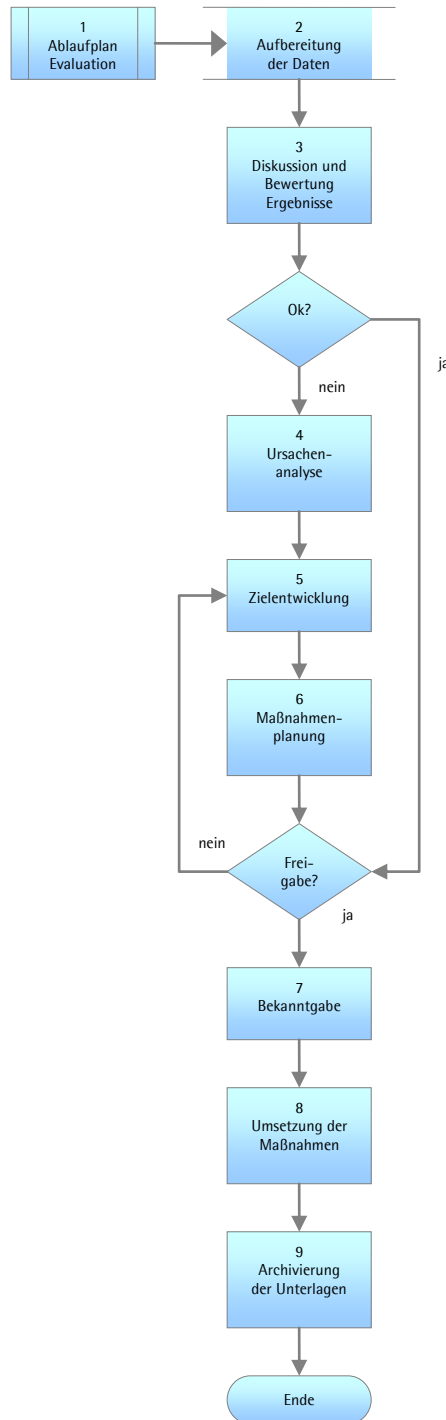 1
Ablaufplan
Evaluation
2
Aufbereitung
der Daten
3
Diskussion und
Bewertung
Ergebnisse
Ok?
ja
nein
4
Ursachen-
analyse
5
Zielentwicklung
6
Maßnahmen-
planung
nein
Frei-
gabe?
ja
7
Bekanntgabe
8
Umsetzung der
Maßnahmen
9
Archivierung
der Unterlagen
Ende